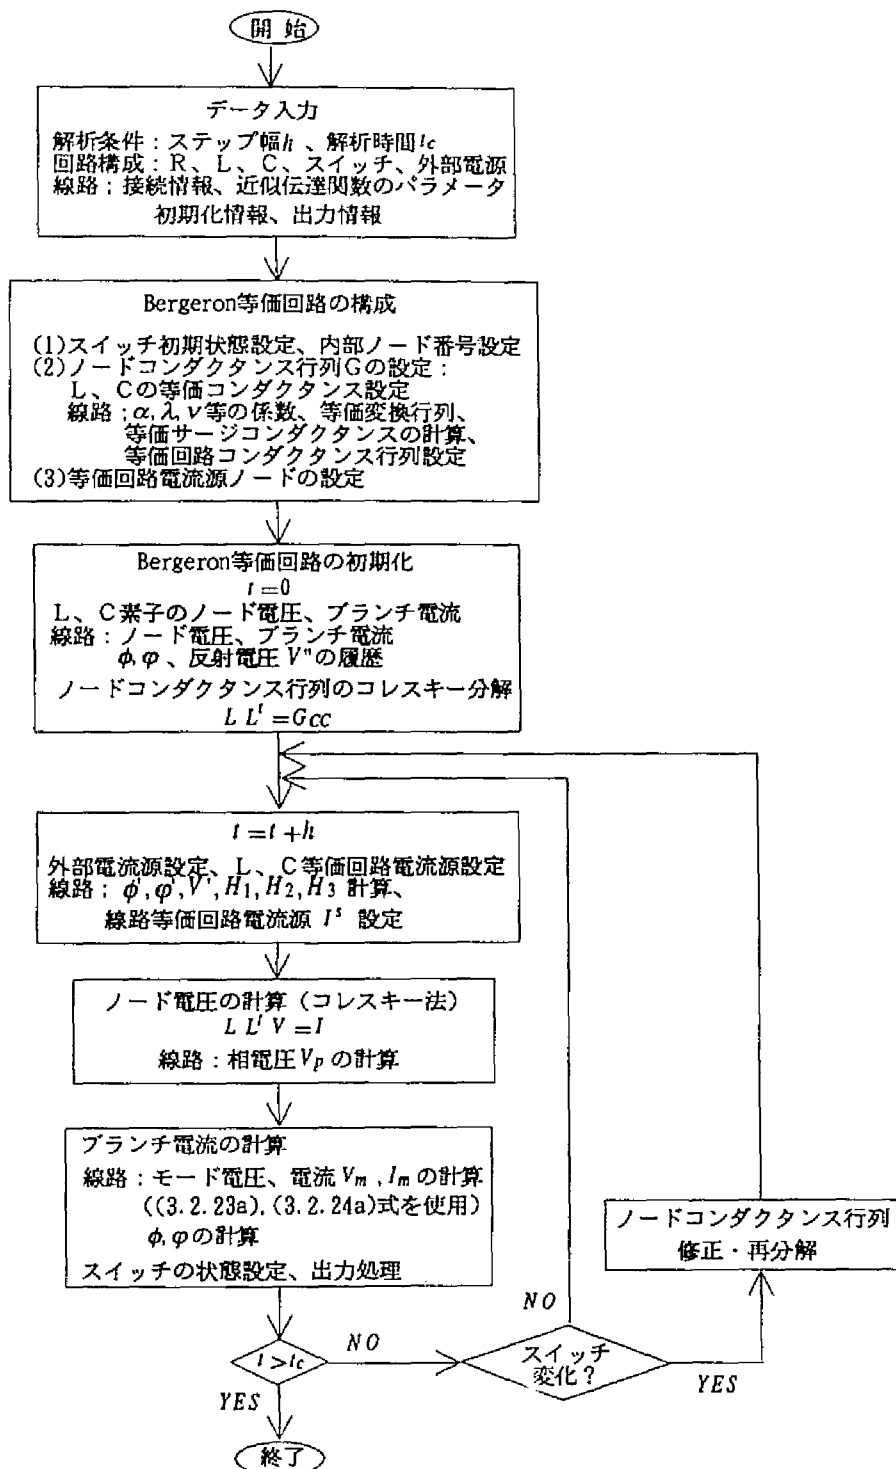 開 始
データ入力
解析条件：ステップ幅h 、解析時間tc
回路構成：R、L、C、スイッチ、外部電源
線路：接続情報、近似伝達関数のパラメータ
初期化情報、出力情報
Bergeron等価回路の構成
(1)スイッチ初期状態設定、内部ノード番号設定
(2)ノードコンダクタンス行列Gの設定：
L、Cの等価コンダクタンス設定
線路：α,λ,ν等の係数、等価変換行列、
等価サージコンダクタンスの計算、
等価回路コンダクタンス行列設定
(3)等価回路電流源ノードの設定
Bergeron等価回路の初期化
t=0
L、C素子のノード電圧、ブランチ電流
線路：ノード電圧、ブランチ電流
φ,φ、反射電圧V"の履歴
ノードコンダクタンス行列のコレスキー分解
L Lᵗ =Gcc
t=t+h
外部電流源設定、L、C等価回路電流源設定
線路：φ',φ',V',H₁,H₂,H₃ 計算、
線路等価回路電流源 Iˢ 設定
ノード電圧の計算（コレスキー法）
L Lᵗ V=I
線路：相電圧Vp の計算
ブランチ電流の計算
線路：モード電圧、電流Vm ,Im の計算
((3.2.23a),(3.2.24a)式を使用)
φ,φの計算
スイッチの状態設定、出力処理
ノードコンダクタンス行列
修正・再分解
t>tc
NO
スイッチ
変化？
NO
YES
YES
終了